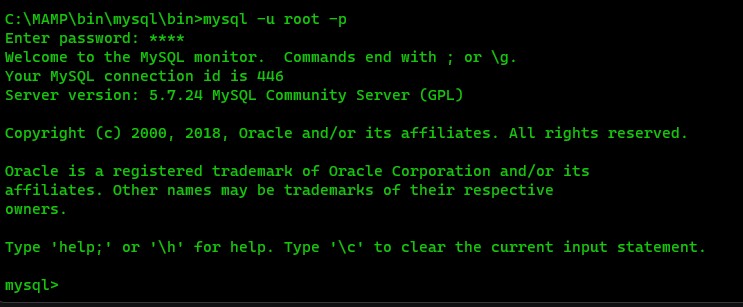 C:\MAMP\bin\mysql\bin>mysql -u root -p
Enter password: ****
Welcome to the MySQL monitor.  Commands end with ; or \g.
Your MySQL connection id is 446
Server version: 5.7.24 MySQL Community Server (GPL)
Copyright (c) 2000, 2018, Oracle and/or its affiliates. All rights reserved.
Oracle is a registered trademark of Oracle Corporation and/or its
affiliates. Other names may be trademarks of their respective
owners.
Type 'help;' or '\h' for help. Type '\c' to clear the current input statement.
mysql>